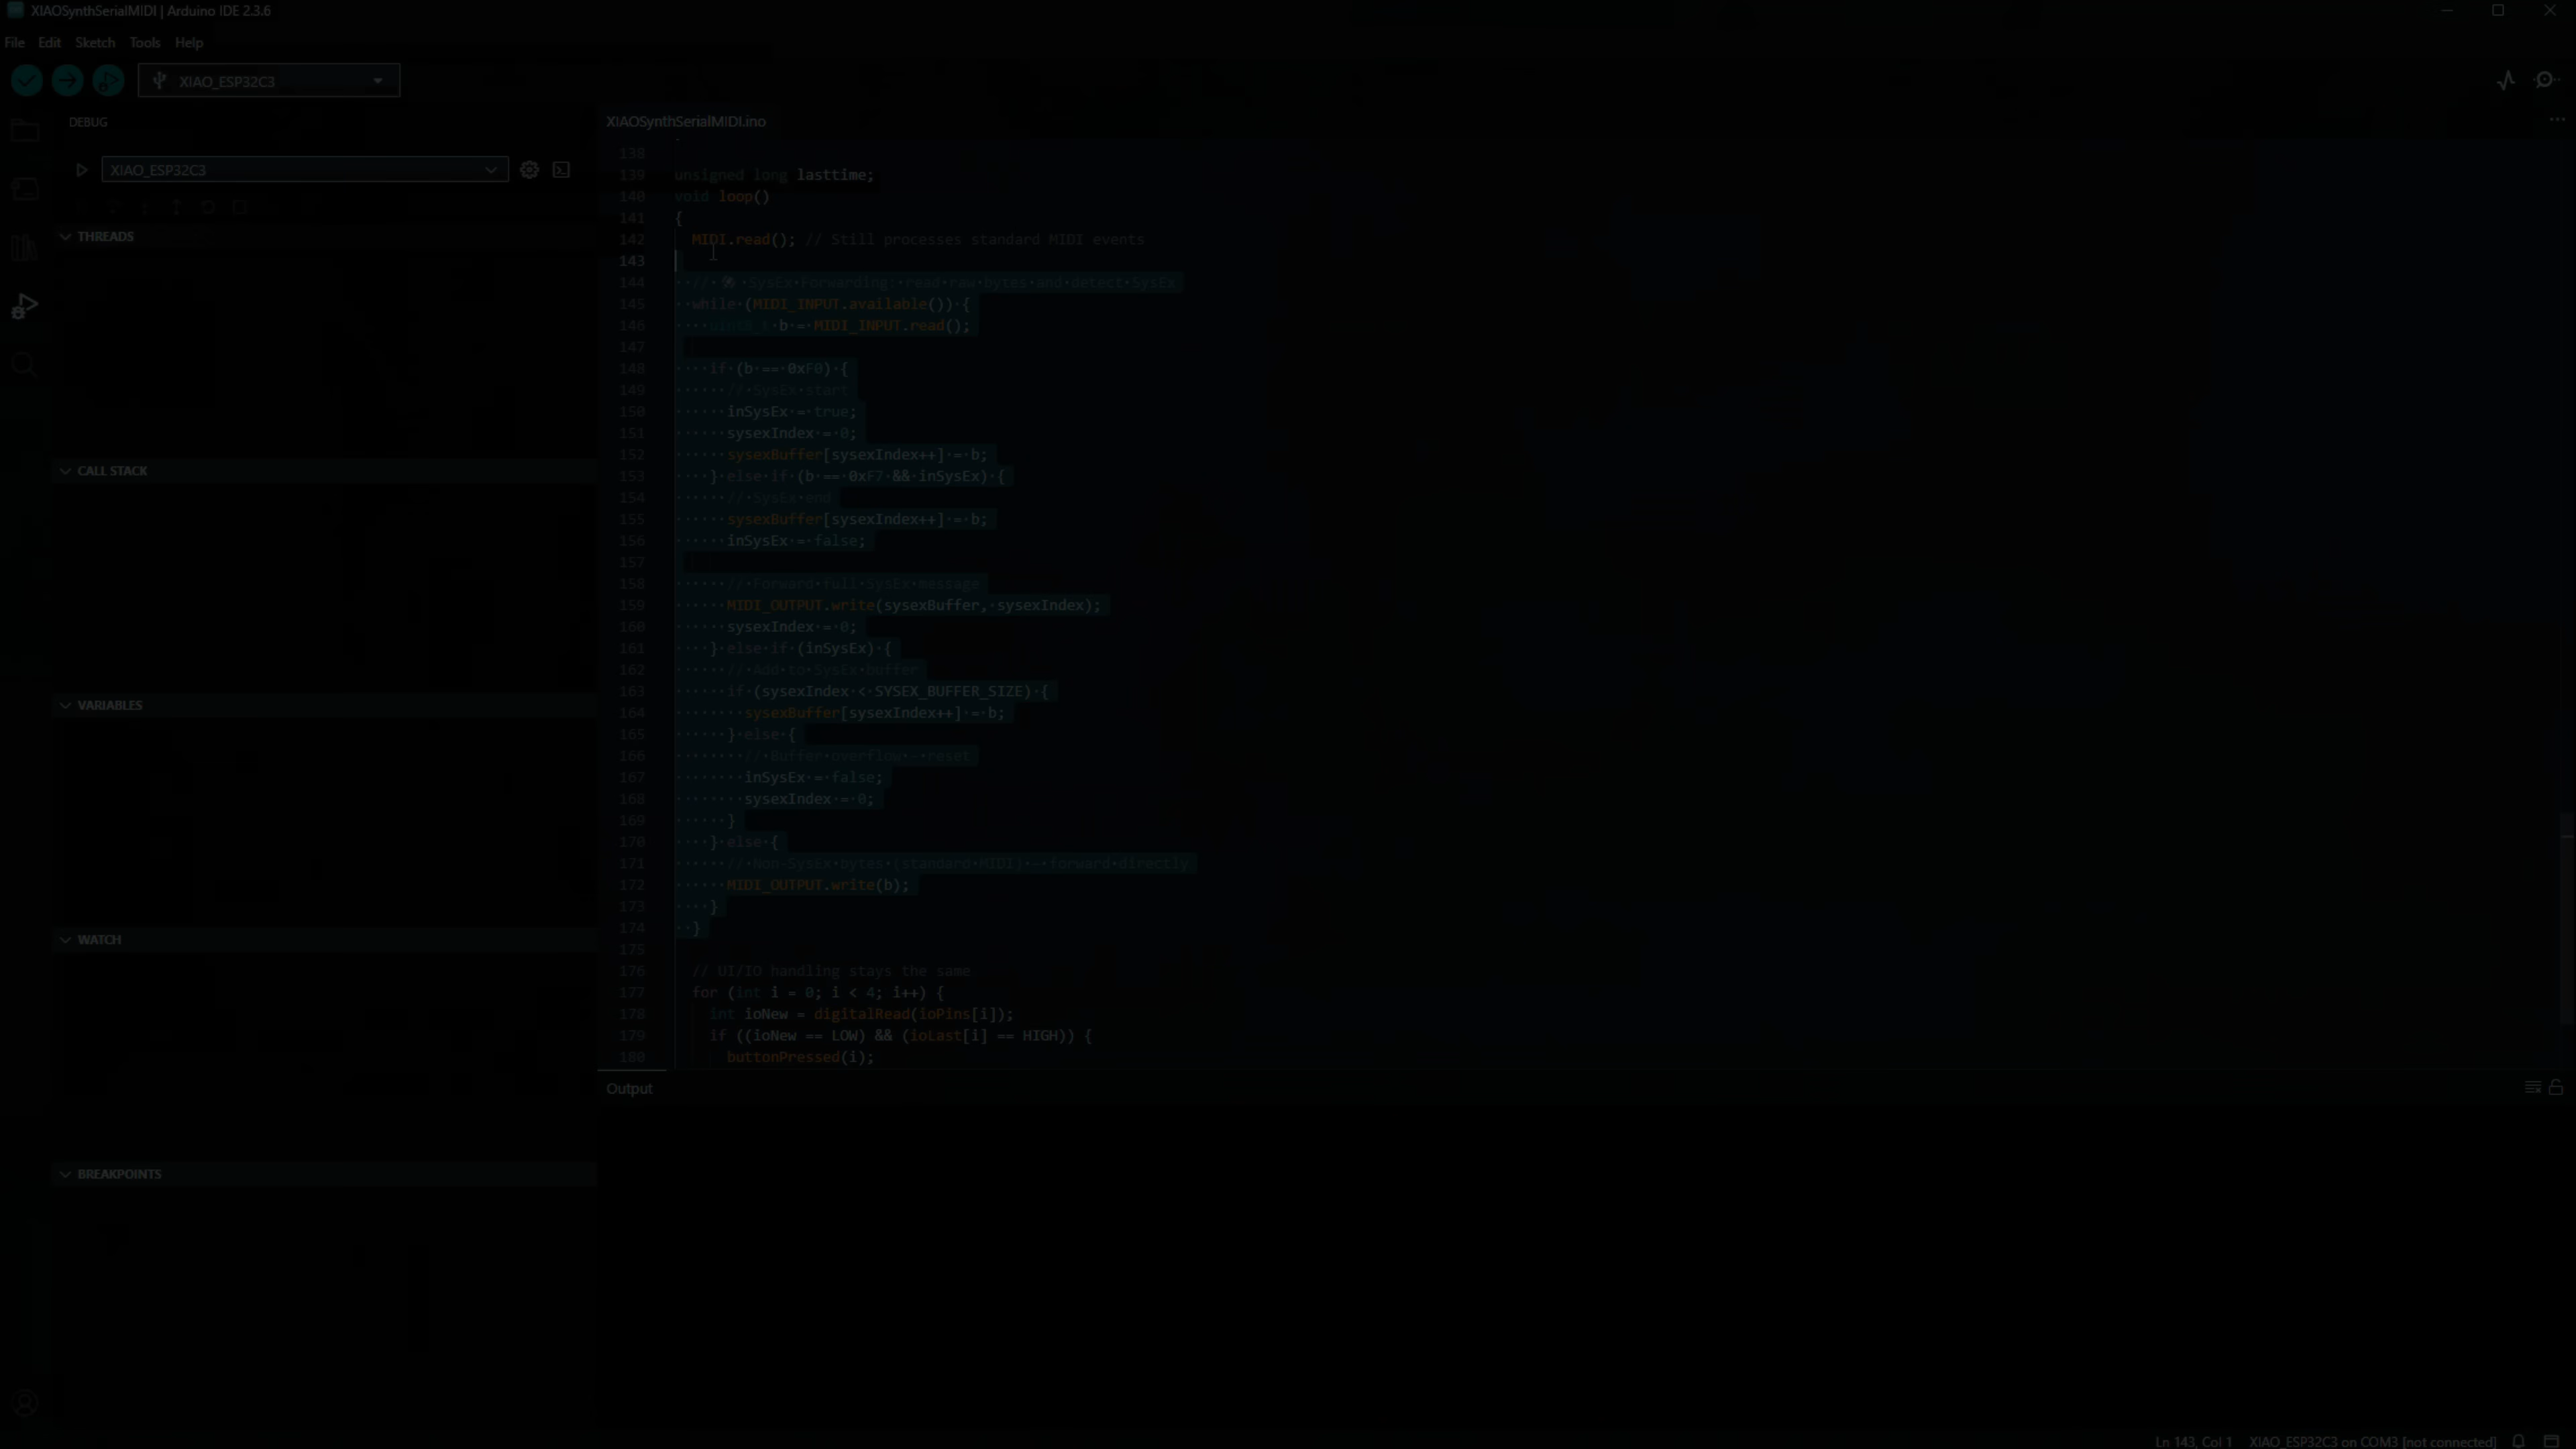 XIAOSynthSerialMIDI | Arduino IDE 2.3.6
File Edit Sketch Tools Help
XIAO_ESP32C3
DEBUG
XIAO_ESP32C3
THREADS
CALL STACK
VARIABLES
WATCH
BREAKPOINTS
XIAOSynthSerialMIDI.ino
138
139 unsigned long lasttime;
140 void loop()
141 {
142 MIDI.read(); // Still processes standard MIDI events
143
144 // SysEx Forwarding: read raw bytes and detect SysEx
145 while (MIDI_INPUT.available()) {
146 uint8_t b = MIDI_INPUT.read();
147
148 if (b == 0xF0) {
149 // SysEx start
150 inSysEx = true;
151 sysexIndex = 0;
152 sysexBuffer[sysexIndex++] = b;
153 } else if (b == 0xF7 && inSysEx) {
154 // SysEx end
155 sysexBuffer[sysexIndex++] = b;
156 inSysEx = false;
157
158 // Forward full SysEx message
159 MIDI_OUTPUT.write(sysexBuffer, sysexIndex);
160 sysexIndex = 0;
161 } else if (inSysEx) {
162 // Add to SysEx buffer
163 if (sysexIndex < SYSEX_BUFFER_SIZE) {
164 sysexBuffer[sysexIndex++] = b;
165 } else {
166 // Buffer overflow - reset
167 inSysEx = false;
168 sysexIndex = 0;
169 }
170 } else {
171 // Non-SysEx bytes (standard MIDI) - forward directly
172 MIDI_OUTPUT.write(b);
173 }
174 }
175
176 // UI/IO handling stays the same
177 for (int i = 0; i < 4; i++) {
178 int ioNew = digitalRead(ioPins[i]);
179 if ((ioNew == LOW) && (ioLast[i] == HIGH)) {
180 buttonPressed(i);
Output
Ln 143, Col 1 XIAO_ESP32C3 on COM3 [not connected]